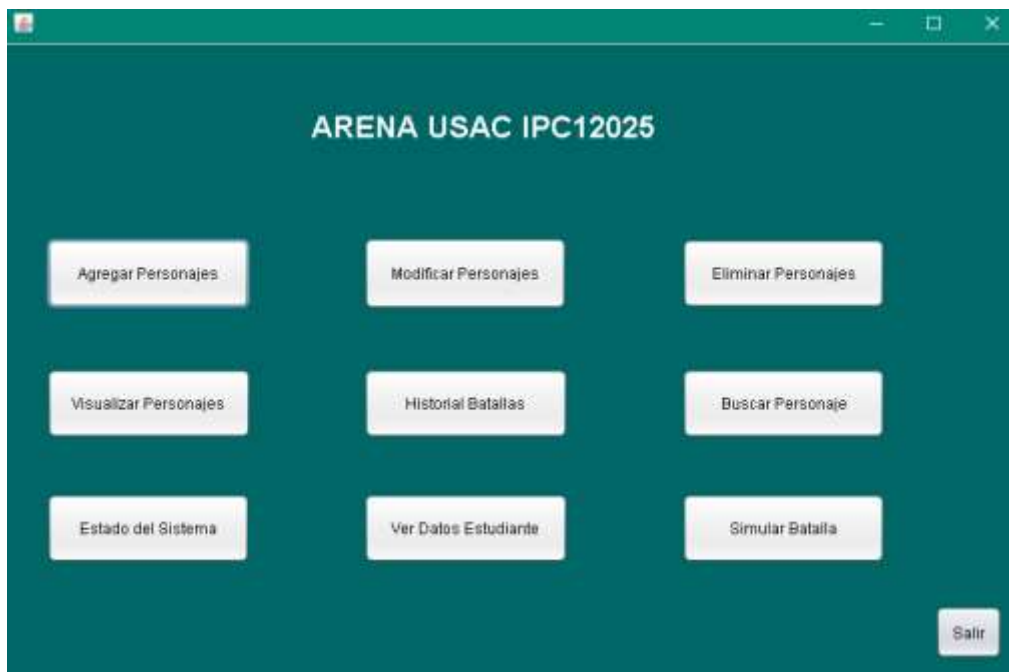 ARENA USAC IPC12025
Agregar Personajes
Modificar Personajes
Eliminar Personajes
Visualizar Personajes
Historial Batallas
Buscar Personaje
Estado del Sistema
Ver Datos Estudiante
Simular Batalla
Salir